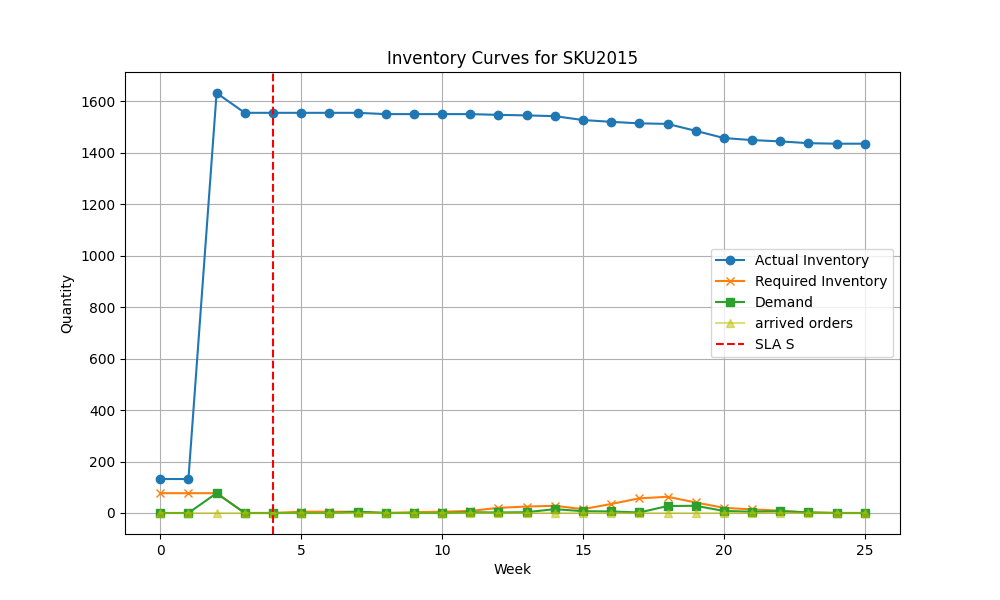 Inventory Curves for SKU2015
Quantity
1600
1400
1200
1000
800
600
400
200
0
Actual Inventory
Required Inventory
Demand
arrived orders
SLA S
0 5 10 15 20 25
Week